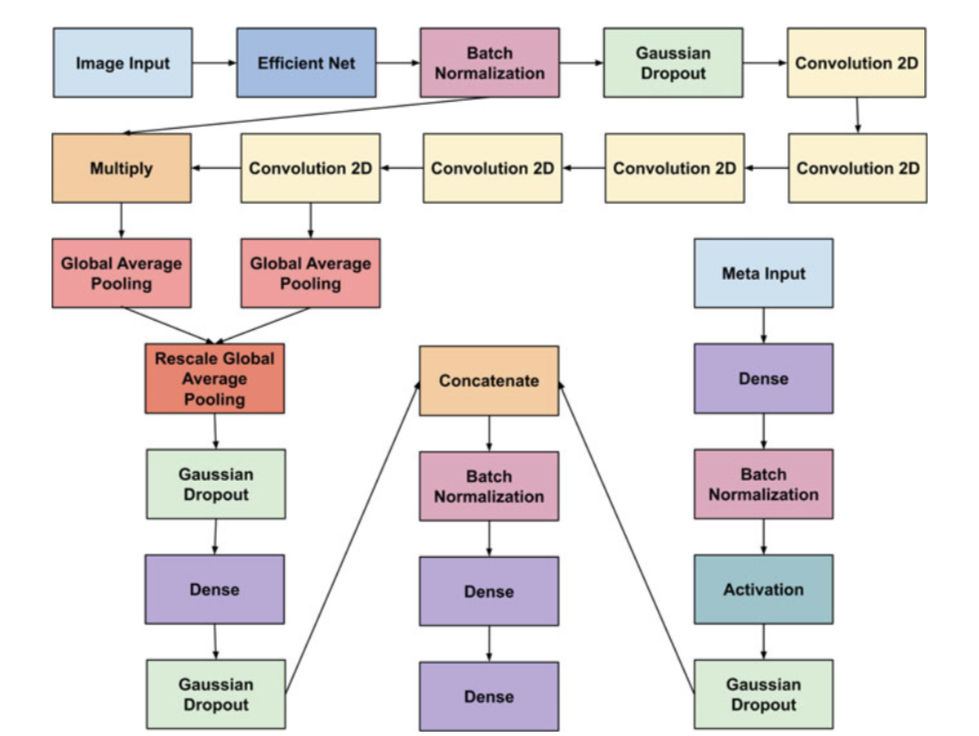 Image Input
Efficient Net
Batch
Normalization
Gaussian
Dropout
Convolution 2D
Multiply
Convolution 2D
Convolution 2D
Convolution 2D
Convolution 2D
Global Average
Pooling
Global Average
Pooling
Meta Input
Rescale Global
Average
Pooling
Concatenate
Dense
Gaussian
Dropout
Batch
Normalization
Batch
Normalization
Dense
Dense
Activation
Gaussian
Dropout
Dense
Gaussian
Dropout